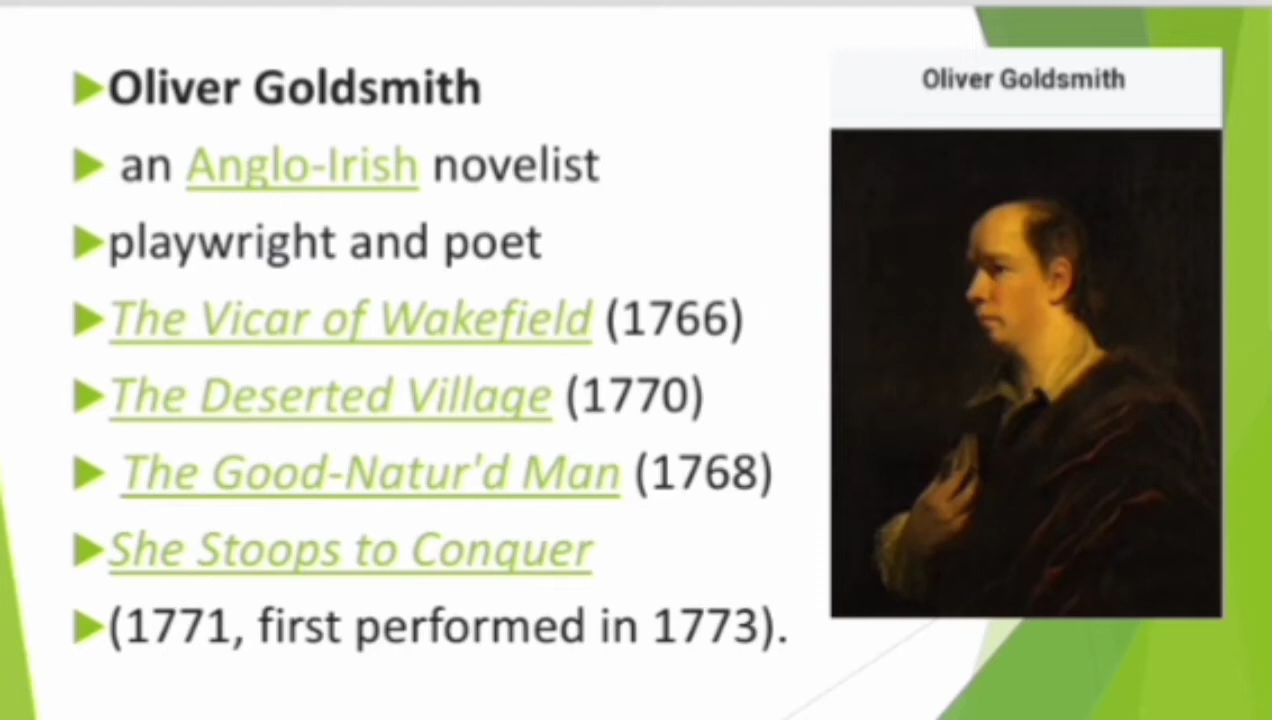 Oliver Goldsmith
an Anglo-Irish novelist
playwright and poet
The Vicar of Wakefield (1766)
The Deserted Village (1770)
The Good-Natur'd Man (1768)
She Stoops to Conquer
(1771, first performed in 1773).
Oliver Goldsmith